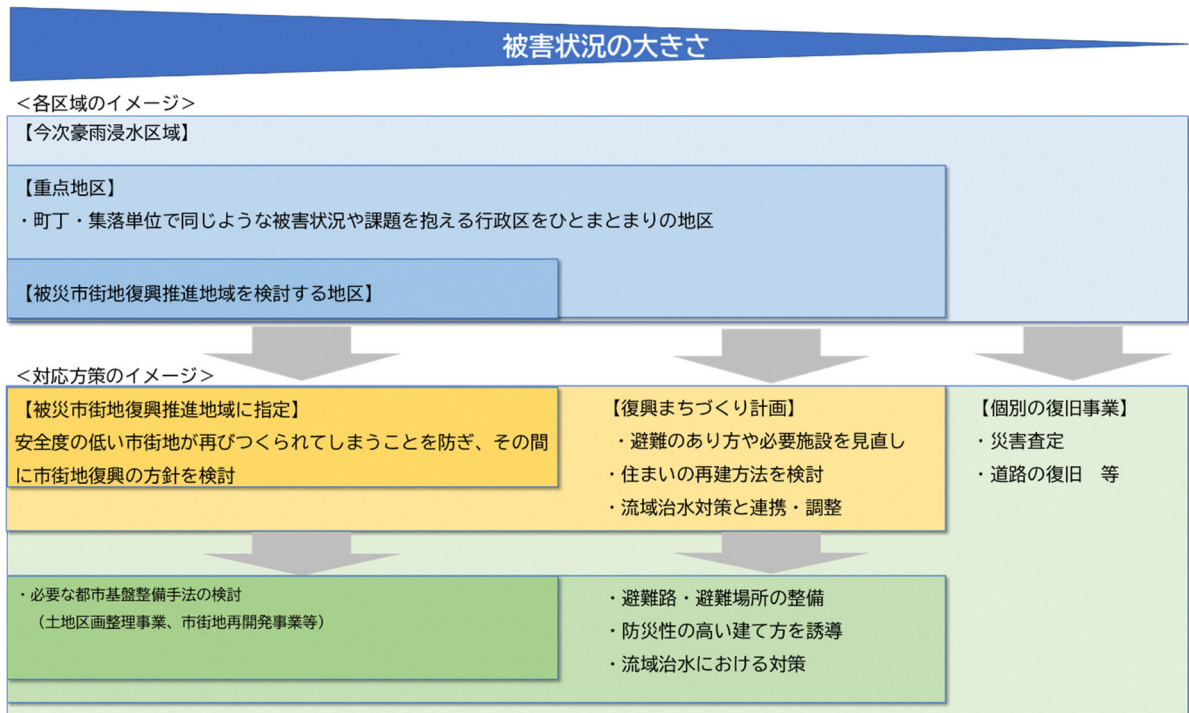 被害状況の大きさ
＜各区域のイメージ＞
【今次豪雨浸水区域】
【重点地区】
・町丁・集落単位で同じような被害状況や課題を抱える行政区をひとまとまりの地区
【被災市街地復興推進地域を検討する地区】
＜対応方策のイメージ＞
【被災市街地復興推進地域に指定】
安全度の低い市街地が再びつくられてしまうことを防ぎ、その間
に市街地復興の方針を検討
【復興まちづくり計画】
・避難のあり方や必要施設を見直し
・住まいの再建方法を検討
・流域治水対策と連携・調整
【個別の復旧事業】
・災害査定
・道路の復旧　等
・必要な都市基盤整備手法の検討
（土地区画整理事業、市街地再開発事業等）
・避難路・避難場所の整備
・防災性の高い建て方を誘導
・流域治水における対策